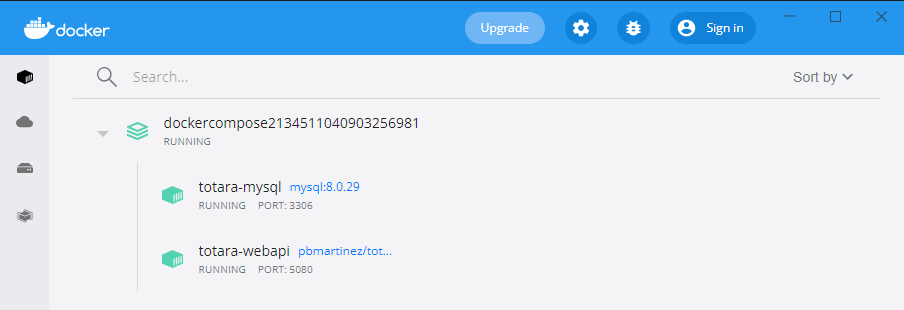 docker
Upgrade
Sign in
Search...
Sort by
dockercompose2134511040903256981
RUNNING
totara-mysql mysql:8.0.29
RUNNING PORT: 3306
totara-webapi pbmartinez/tot...
RUNNING PORT: 5080